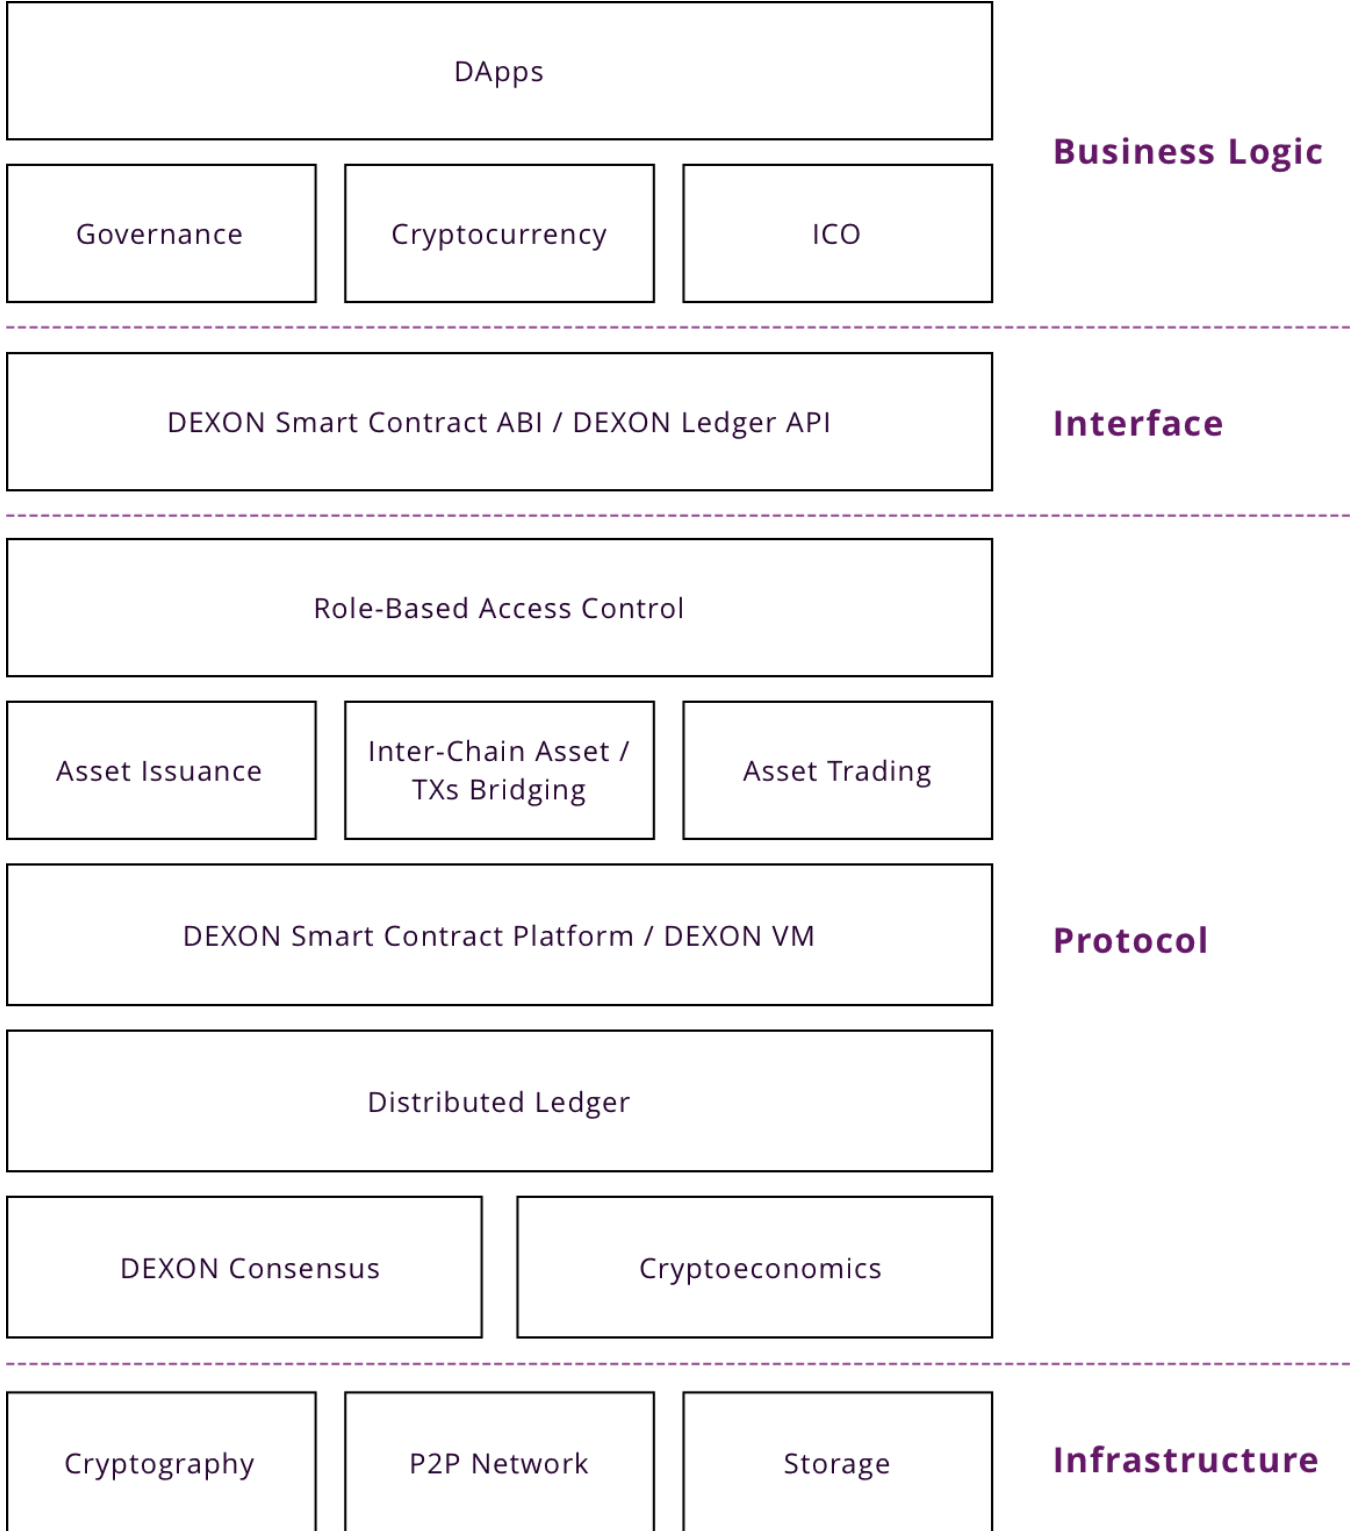 DApps
Business Logic
Governance
Cryptocurrency
ICO
DEXON Smart Contract ABI / DEXON Ledger API
Interface
Role-Based Access Control
Asset Issuance
Inter-Chain Asset /
TXs Bridging
Asset Trading
DEXON Smart Contract Platform / DEXON VM
Protocol
Distributed Ledger
DEXON Consensus
Cryptoeconomics
Cryptography
P2P Network
Storage
Infrastructure